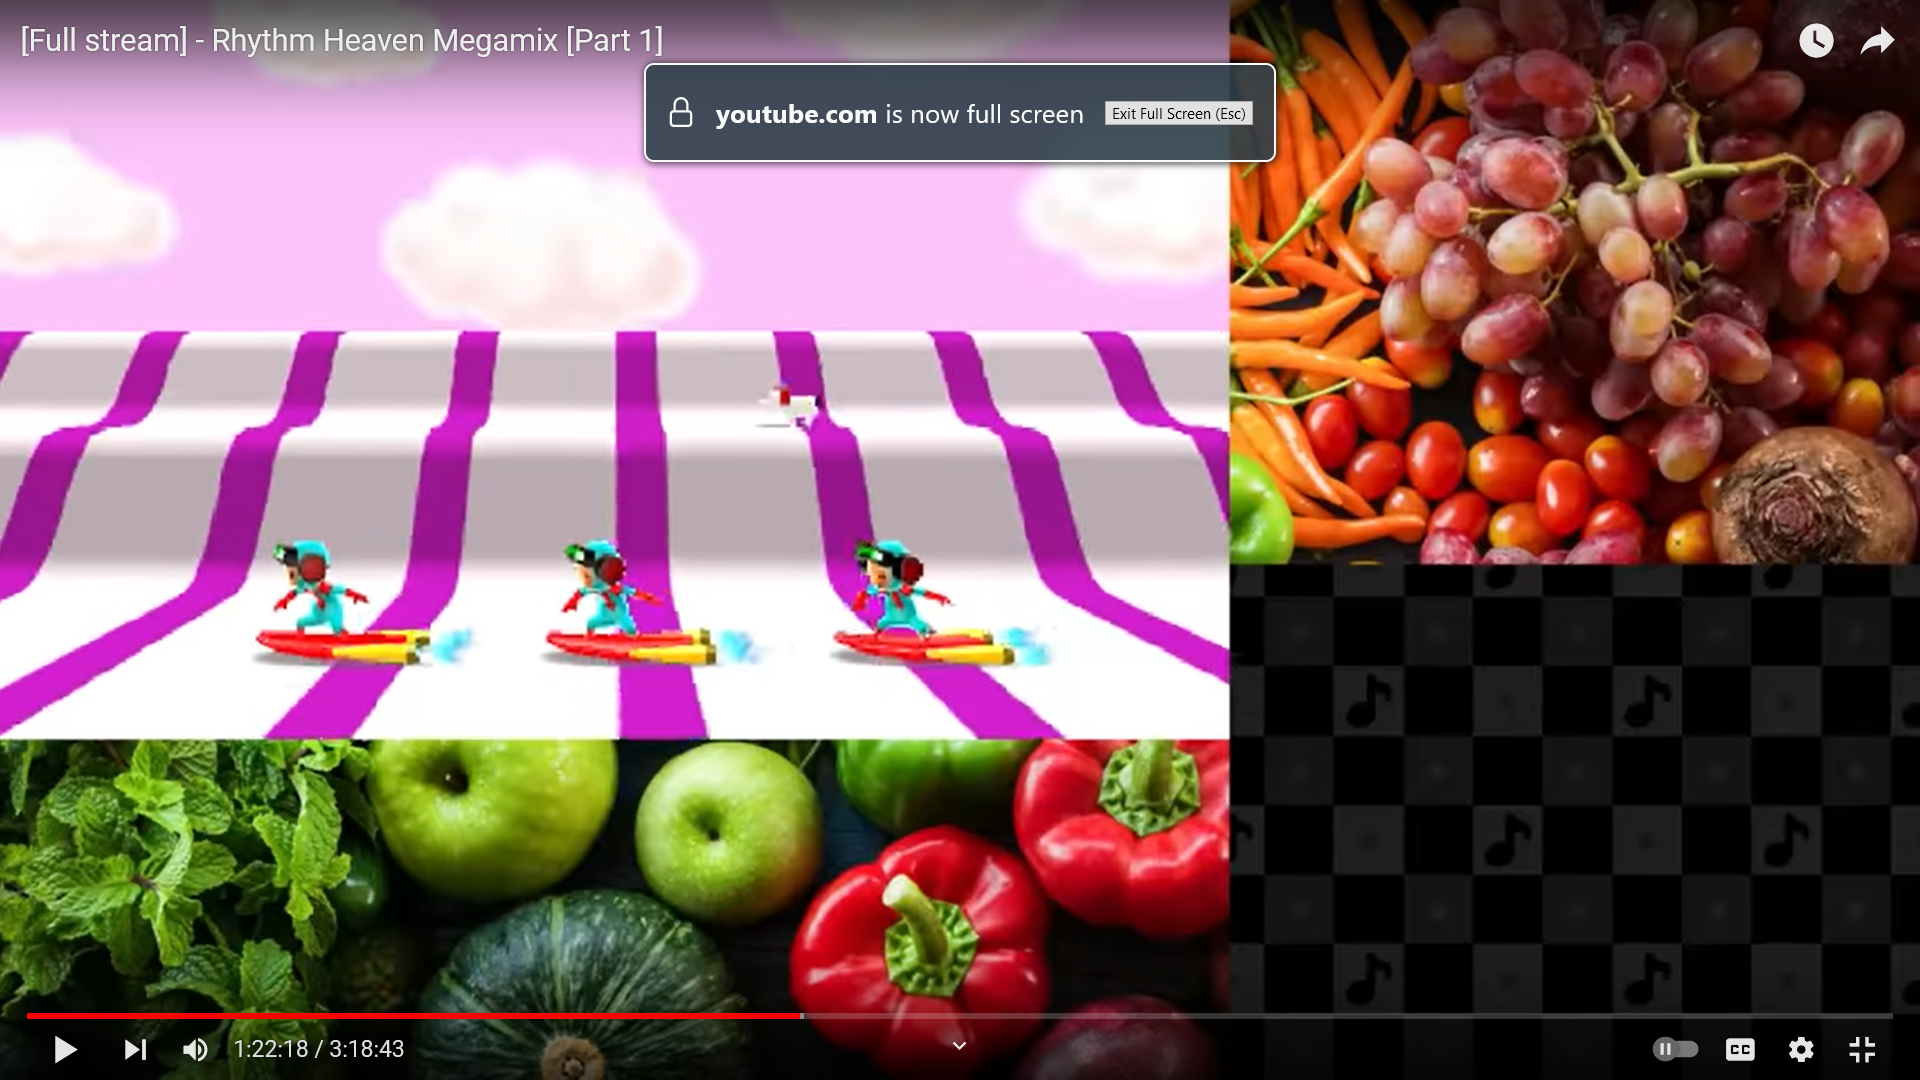 [Full stream] - Rhythm Heaven Megamix [Part 1]
youtube.com is now full screen
Exit Full Screen (Esc)
1:22:18 / 3:18:43
CC